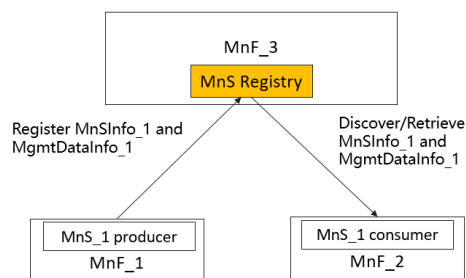 MnF_3
MnS Registry
Register MnSInfo_1 and
MgmtDataInfo_1
Discover/Retrieve
MnSInfo_1 and
MgmtDataInfo_1
MnS_1 producer
MnF_1
MnS_1 consumer
MnF_2